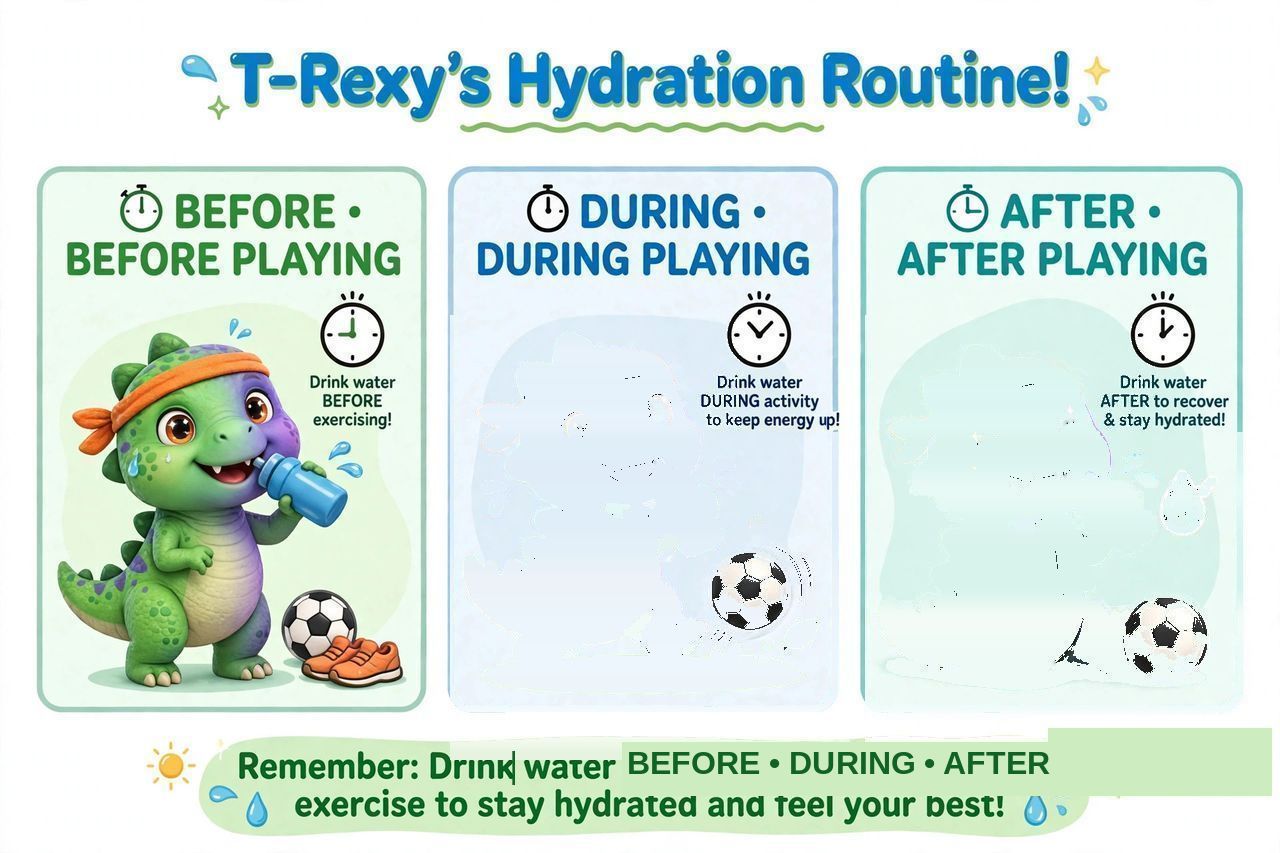 T-Rexy's Hydration Routine!
BEFORE •
BEFORE PLAYING
Drink water
BEFORE
exercising!
DURING •
DURING PLAYING
Drink water
DURING activity
to keep energy up!
AFTER •
AFTER PLAYING
Drink water
AFTER to recover
& stay hydrated!
Remember: Drink water BEFORE • DURING • AFTER
exercise to stay hydrated and feel your best!